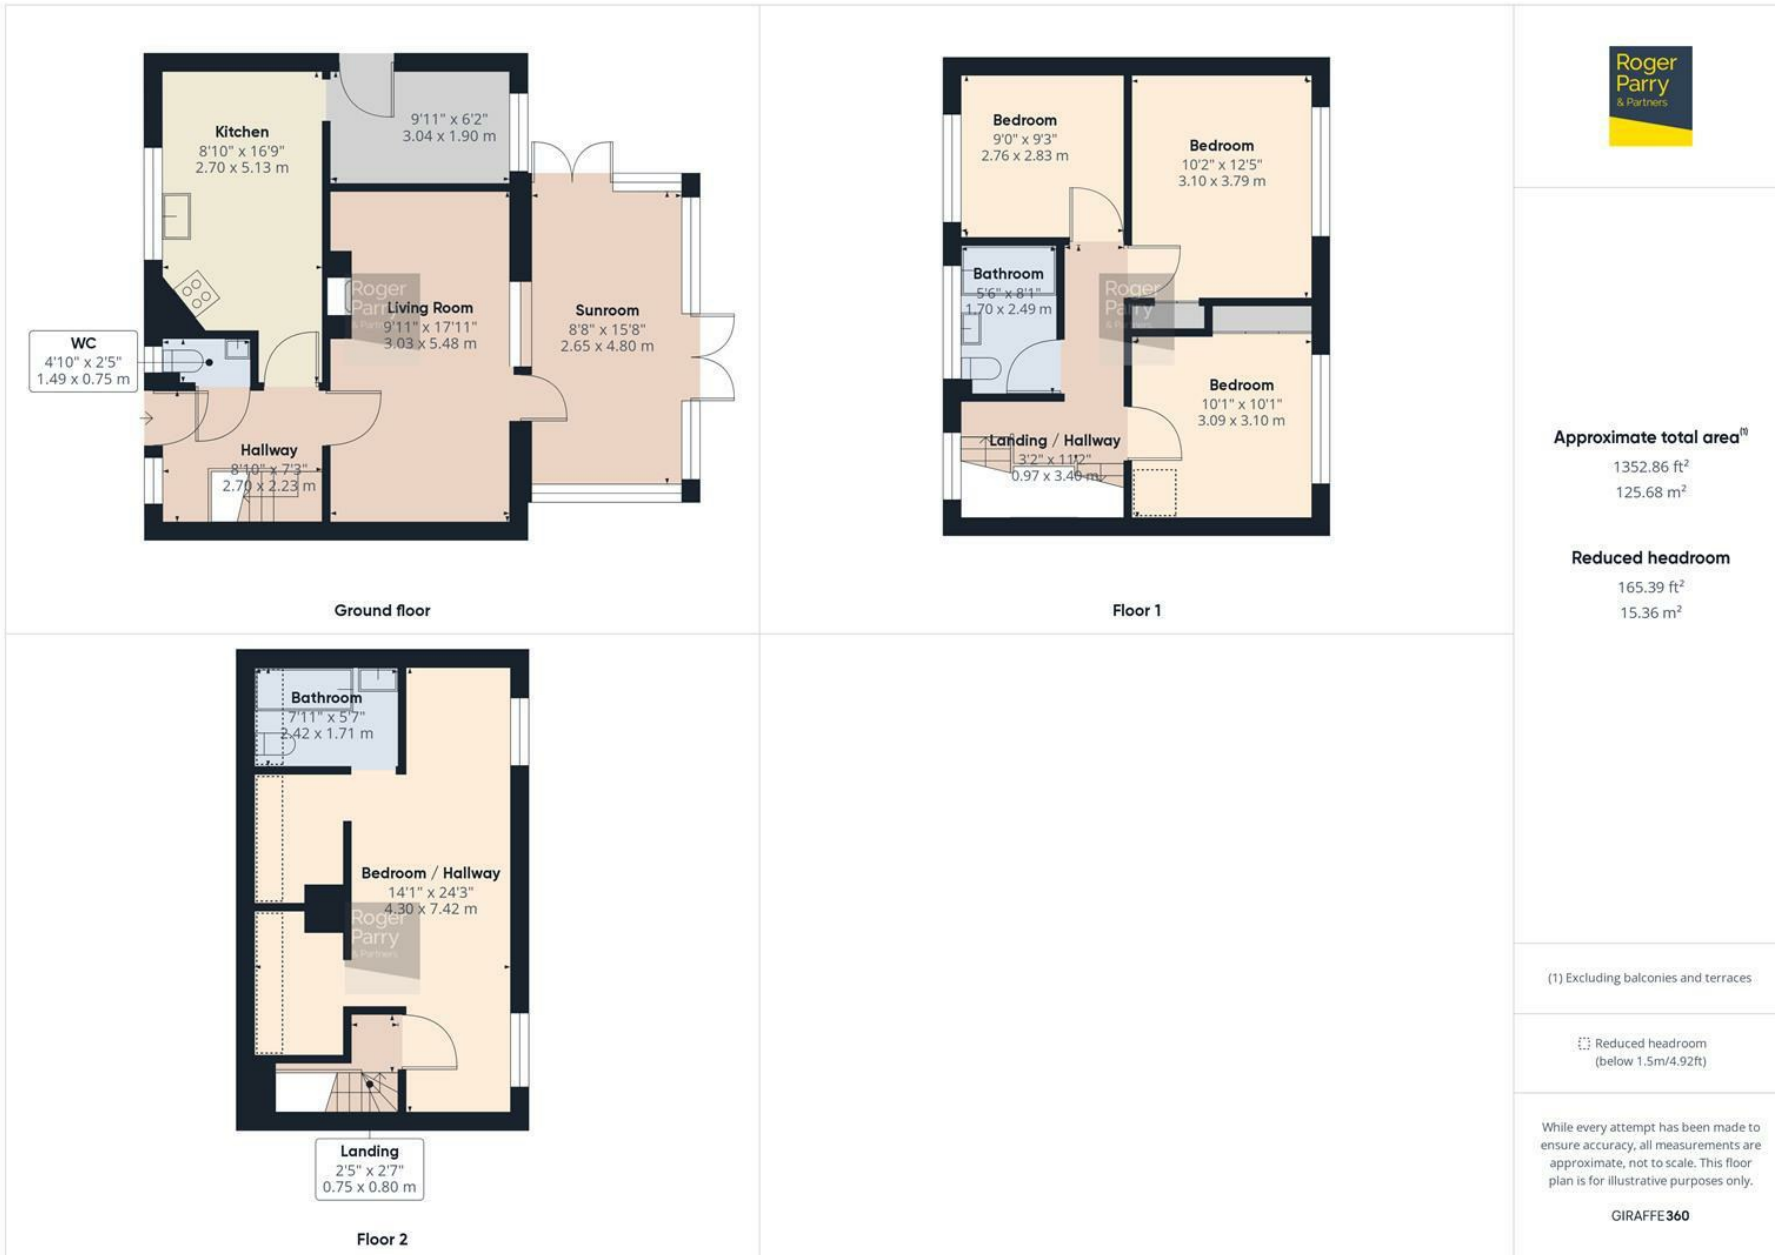 Kitchen
8'10" x 16'9"
2.70 x 5.13 m
9'11" x 6'2"
3.04 x 1.90 m
WC
4'10" x 2'5"
1.49 x 0.75 m
Roger
Parry
& Partners
Living Room
9'11" x 17'11"
3.03 x 5.48 m
Sunroom
8'8" x 15'8"
2.65 x 4.80 m
Hallway
8'10" x 7'3"
2.70 x 2.23 m
Ground floor
Bedroom
9'0" x 9'3"
2.76 x 2.83 m
Bedroom
10'2" x 12'5"
3.10 x 3.79 m
Bathroom
5'6" x 8'1"
1.70 x 2.49 m
Roger
Parry
& Partners
Bedroom
10'1" x 10'1"
3.09 x 3.10 m
Landing / Hallway
3'2" x 11'2"
0.97 x 3.40 m
Floor 1
Bathroom
7'11" x 5'7"
2.42 x 1.71 m
Bedroom / Hallway
14'1" x 24'3"
4.30 x 7.42 m
Roger
Parry
& Partners
Landing
2'5" x 2'7"
0.75 x 0.80 m
Floor 2
Roger
Parry
& Partners
Approximate total area⁽¹⁾
1352.86 ft²
125.68 m²
Reduced headroom
165.39 ft²
15.36 m²
(1) Excluding balconies and terraces
Reduced headroom
(below 1.5m/4.92ft)
While every attempt has been made to
ensure accuracy, all measurements are
approximate, not to scale. This floor
plan is for illustrative purposes only.
GIRAFFE360